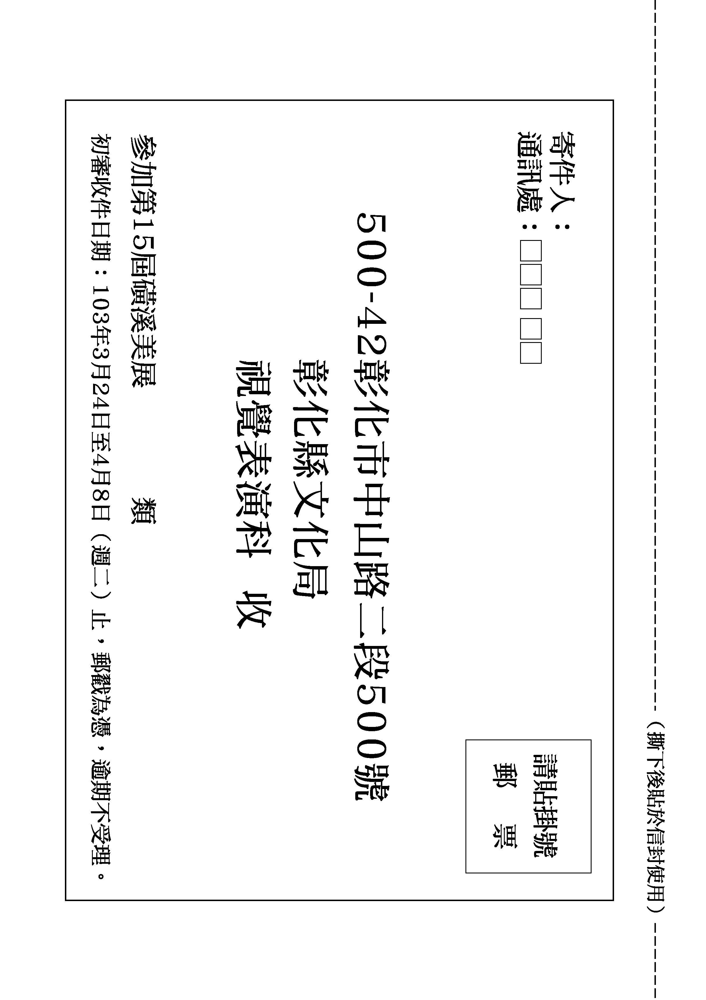 （撕下後貼於信封使用）
寄件人：
通訊處：□□□ □□
請貼掛號
郵　票
500-42彰化市中山路二段500號
彰化縣文化局
視覺表演科　收
參加第15屆磺溪美展　　　　類
初審收件日期：103年3月24日至4月8日（週二）止，郵戳為憑，逾期不受理。